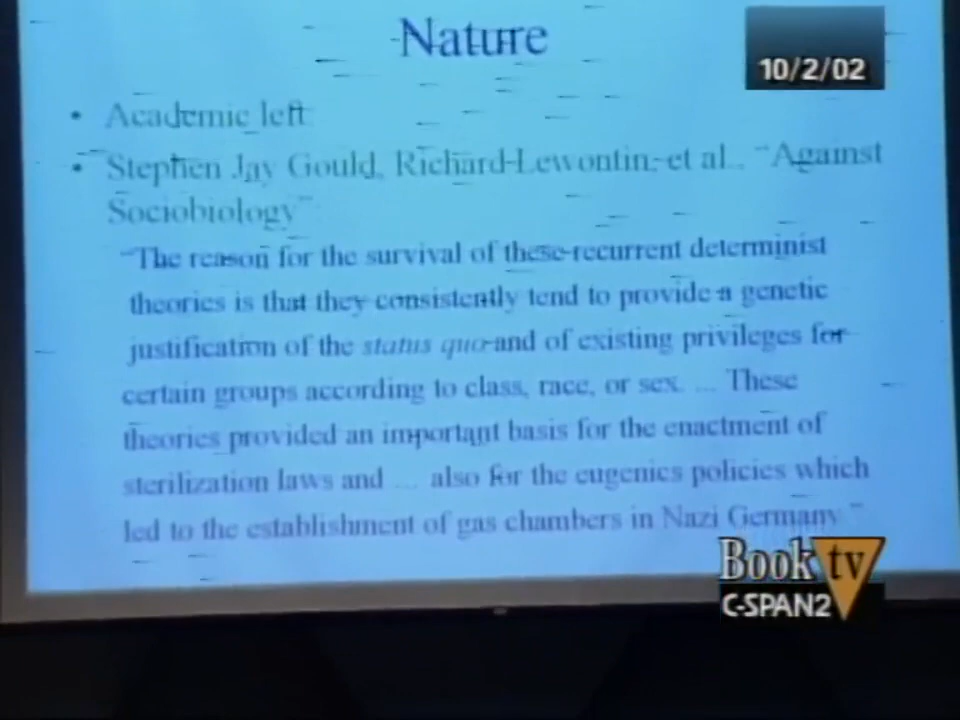 Nature
10/2/02
• Academic left
• Stephen Jay Gould, Richard Lewontin, et al., "Against
Sociobiology"
"The reason for the survival of these recurrent determinist
theories is that they consistently tend to provide a genetic
justification of the status quo and of existing privileges for
certain groups according to class, race, or sex. ... These
theories provided an important basis for the enactment of
sterilization laws and ... also for the eugenics policies which
led to the establishment of gas chambers in Nazi Germany."
Book tv
C-SPAN2